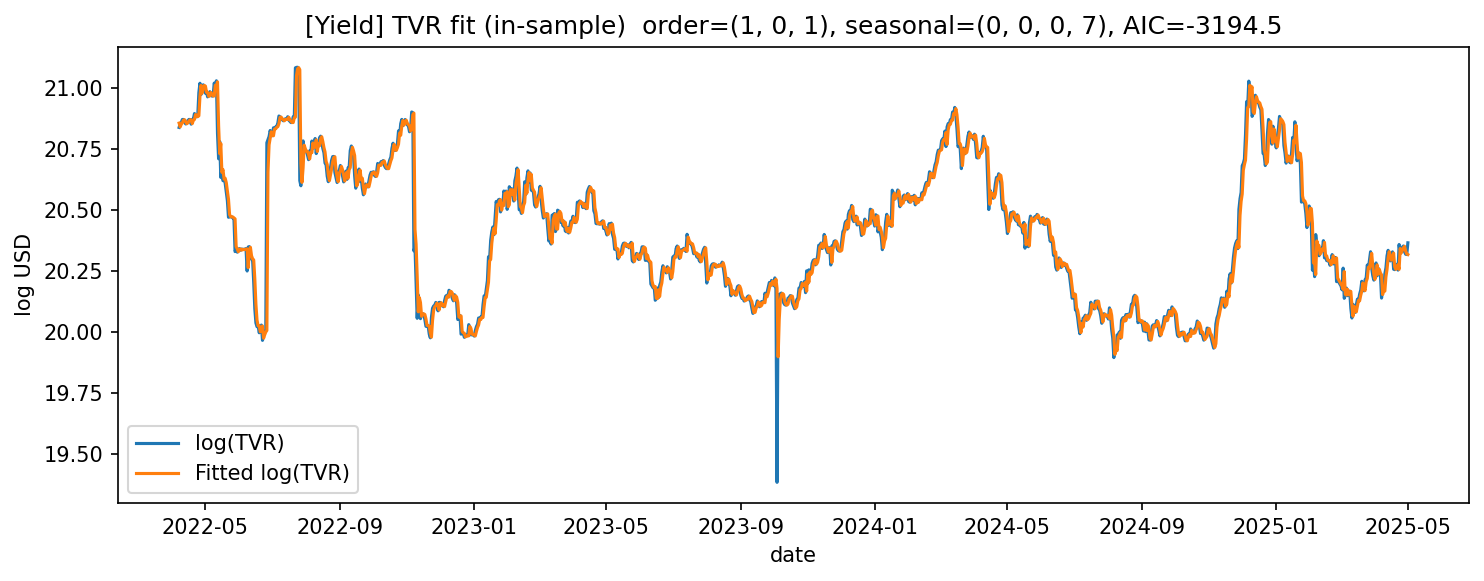 [Yield] TVR fit (in-sample)  order=(1, 0, 1), seasonal=(0, 0, 0, 7), AIC=-3194.5
log USD
21.00
20.75
20.50
20.25
20.00
19.75
19.50
log(TVR)
Fitted log(TVR)
2022-05 2022-09 2023-01 2023-05 2023-09 2024-01 2024-05 2024-09 2025-01 2025-05
date